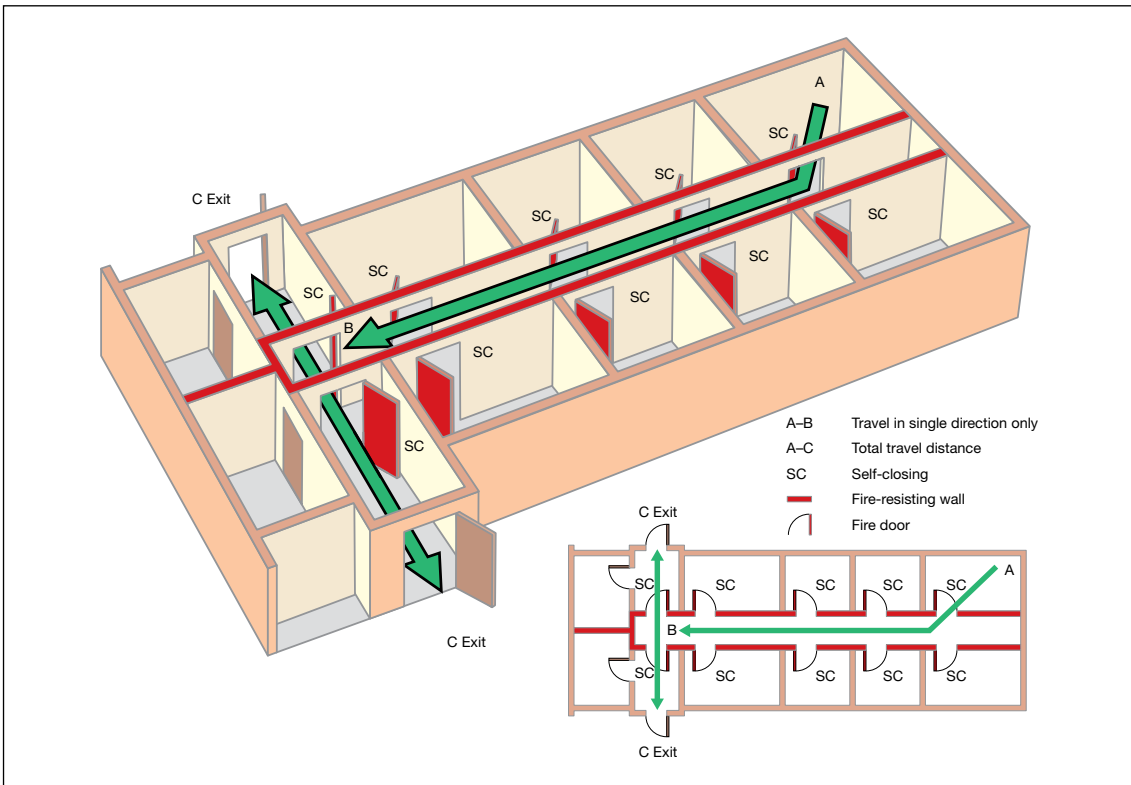 A
SC
SC
C Exit
SC
SC
SC
SC
SC
B
SC
SC
SC
SC
A–B Travel in single direction only
A–C Total travel distance
SC Self-closing
Fire-resisting wall
Fire door
C Exit
C Exit
SC
SC
SC
SC
SC
A
B
SC
SC
SC
SC
SC
C Exit